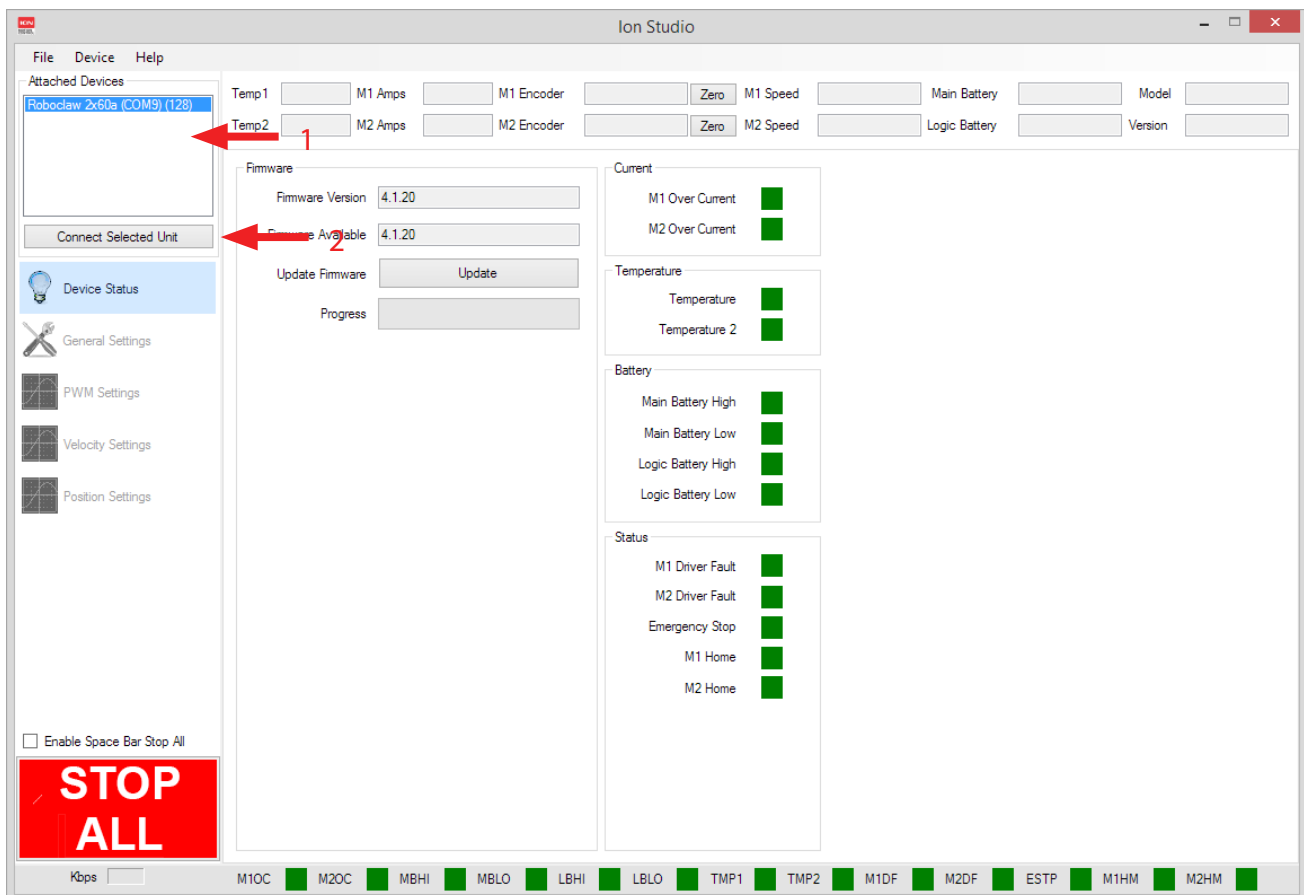 Ion Studio
File Device Help
Attached Devices
Roboclaw 2x60a (COM9) (128)
1
Connect Selected Unit
2
Device Status
General Settings
PWM Settings
Velocity Settings
Position Settings
Enable Space Bar Stop All
STOP
ALL
Temp1 M1 Amps M1 Encoder Zero M1 Speed Main Battery Model
Temp2 M2 Amps M2 Encoder Zero M2 Speed Logic Battery Version
Firmware
Firmware Version 4.1.20
Firmware Available 4.1.20
Update Firmware Update
Progress
Current
M1 Over Current
M2 Over Current
Temperature
Temperature
Temperature 2
Battery
Main Battery High
Main Battery Low
Logic Battery High
Logic Battery Low
Status
M1 Driver Fault
M2 Driver Fault
Emergency Stop
M1 Home
M2 Home
Kbps M1OC M2OC MBHI MBLO LBHI LBLO TMP1 TMP2 M1DF M2DF ESTP M1HM M2HM